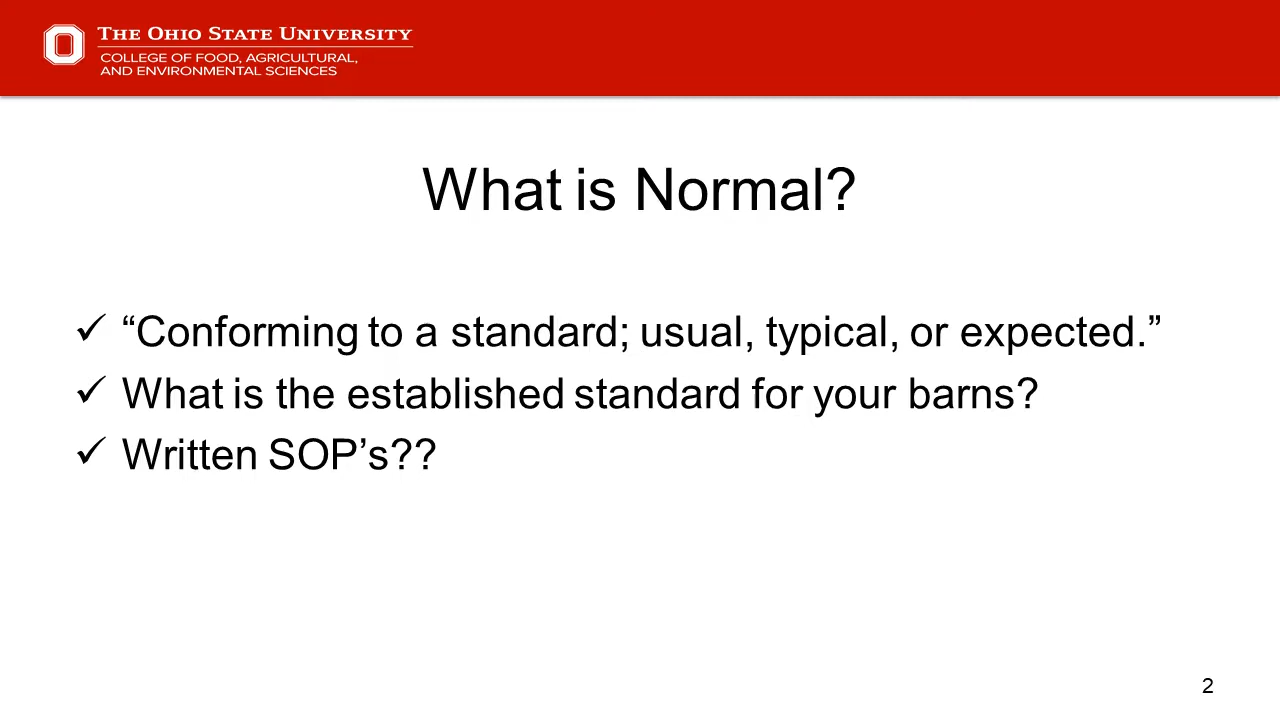 THE OHIO STATE UNIVERSITY
COLLEGE OF FOOD, AGRICULTURAL,
AND ENVIRONMENTAL SCIENCES
What is Normal?
✓ “Conforming to a standard; usual, typical, or expected.”
✓ What is the established standard for your barns?
✓ Written SOP’s??
2